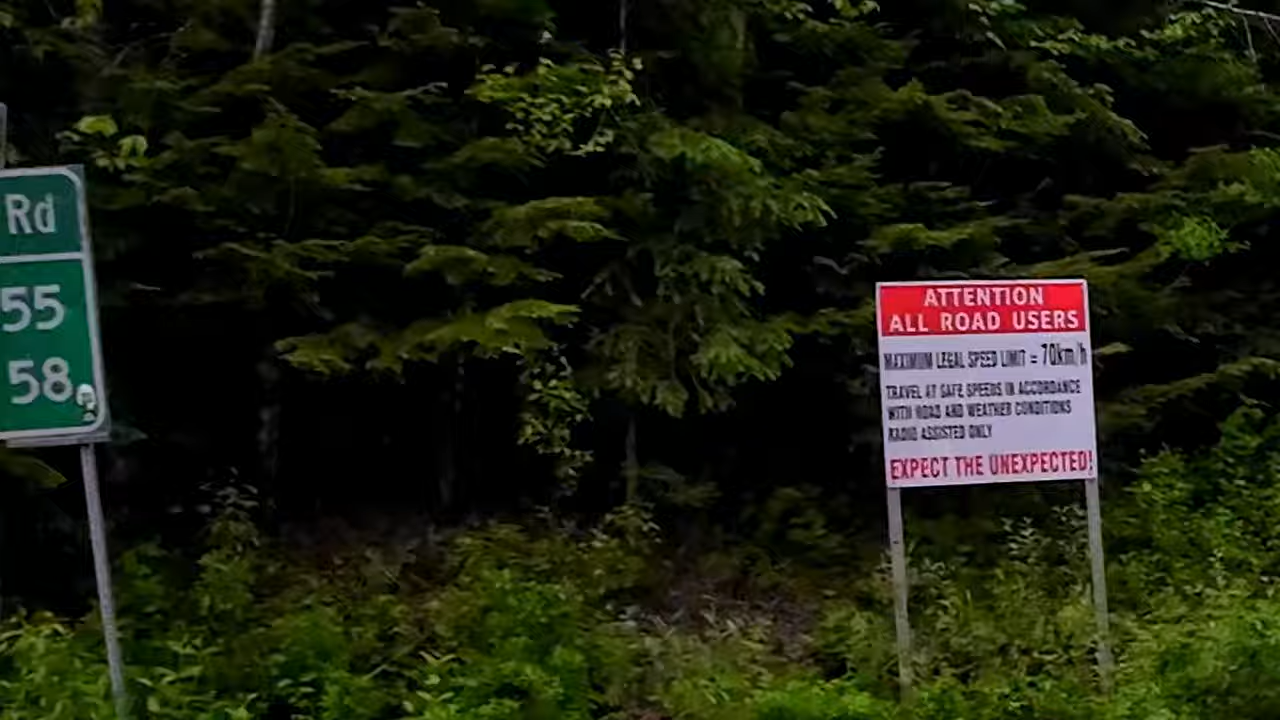 Rd
55
58
ATTENTION
ALL ROAD USERS
MAXIMUM LEGAL SPEED LIMIT = 70km/h
TRAVEL AT SAFE SPEEDS IN ACCORDANCE
WITH ROAD AND WEATHER CONDITIONS
RADIO ASSISTED ONLY
EXPECT THE UNEXPECTED!